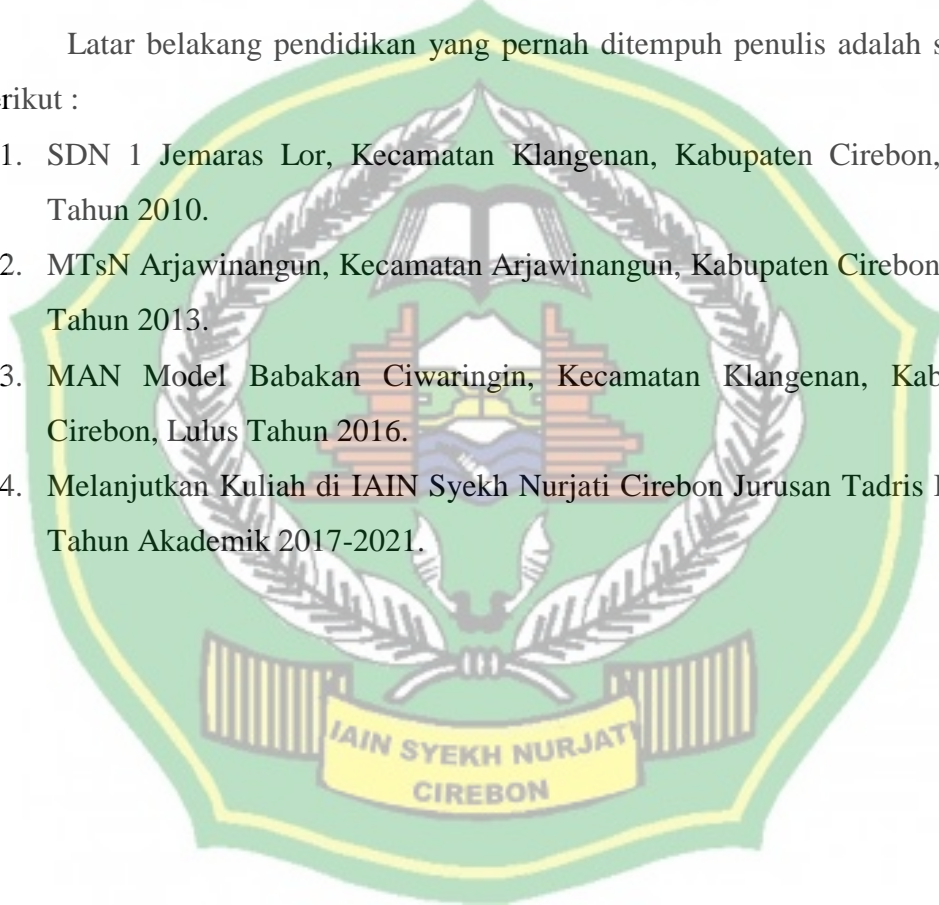 Latar belakang pendidikan yang pernah ditempuh penulis adalah
erikut :
1. SDN 1 Jemaras Lor, Kecamatan Klangenan, Kabupaten Cirebon,
Tahun 2010.
2. MTsN Arjawinangun, Kecamatan Arjawinangun, Kabupaten Cirebon
Tahun 2013.
3. MAN Model Babakan Ciwaringin, Kecamatan Klangenan, Kab
Cirebon, Lulus Tahun 2016.
4. Melanjutkan Kuliah di IAIN Syekh Nurjati Cirebon Jurusan Tadris
Tahun Akademik 2017-2021.
IAIN SYEKH NURJATI
CIREBON